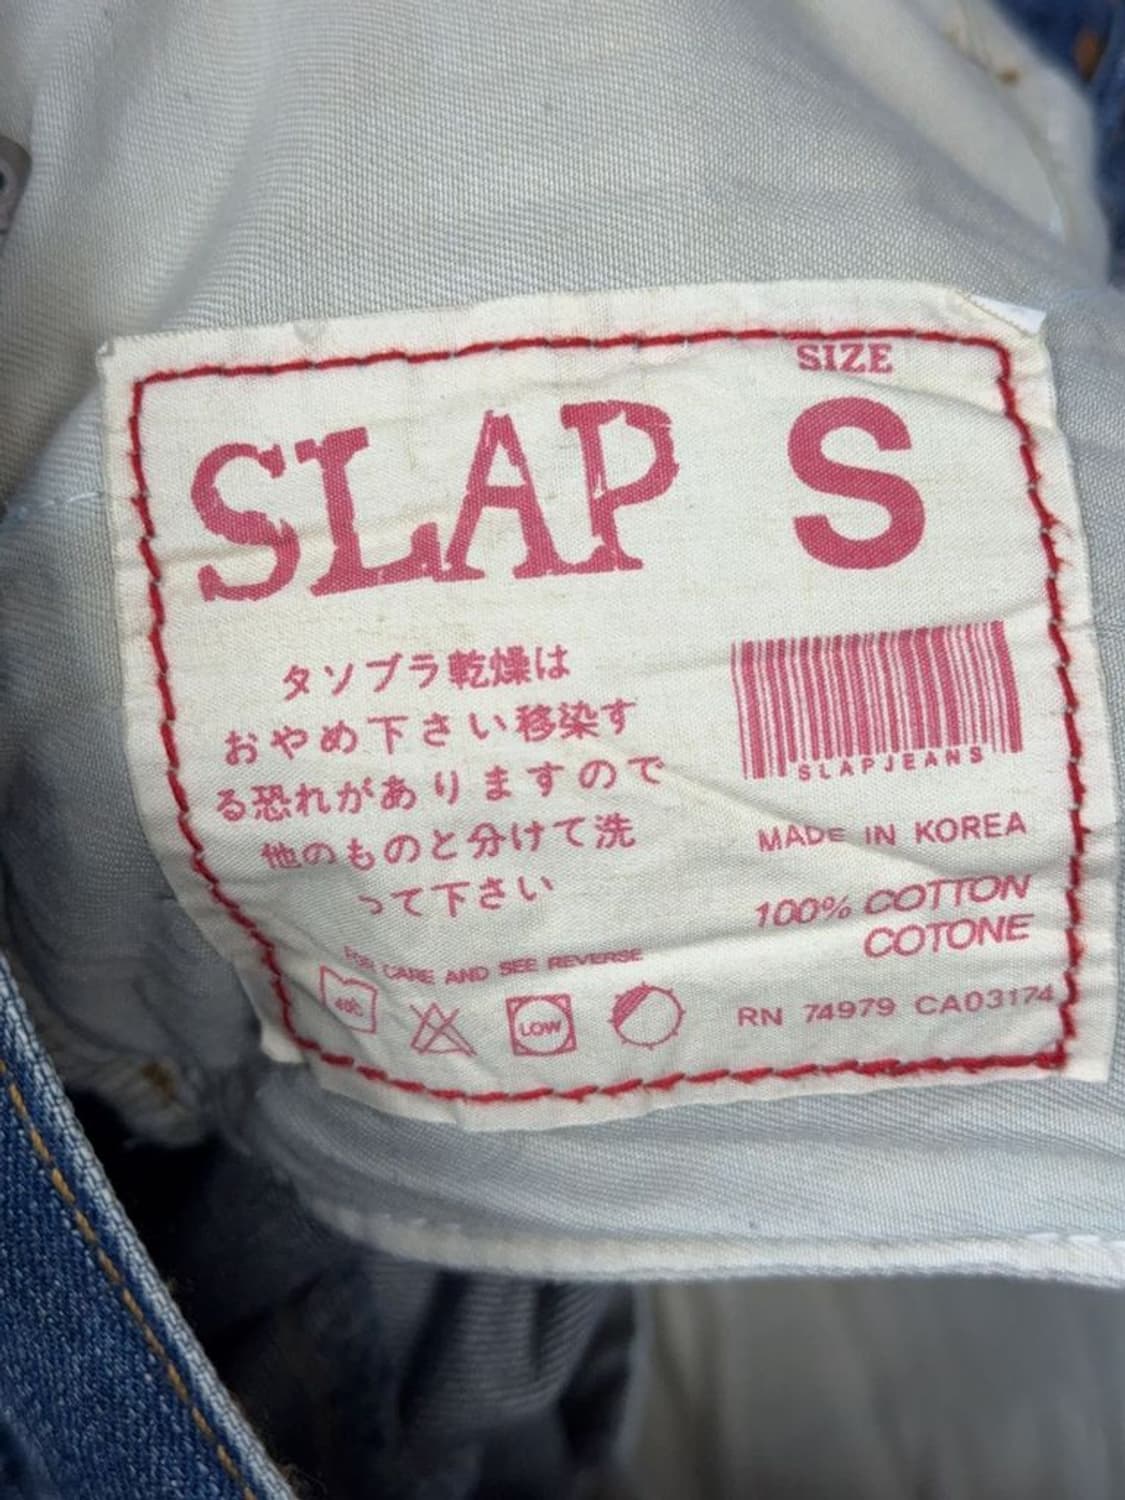 SIZE
SLAP S
タソブラ乾燥は
おやめ下さい移染す
る恐れがありますので
他のものと分けて洗
って下さい
SLAPJEANS
MADE IN KOREA
100% COTTON
COTONE
FOR CARE AND SEE REVERSE
40C
LOW
RN 74979 CA03174